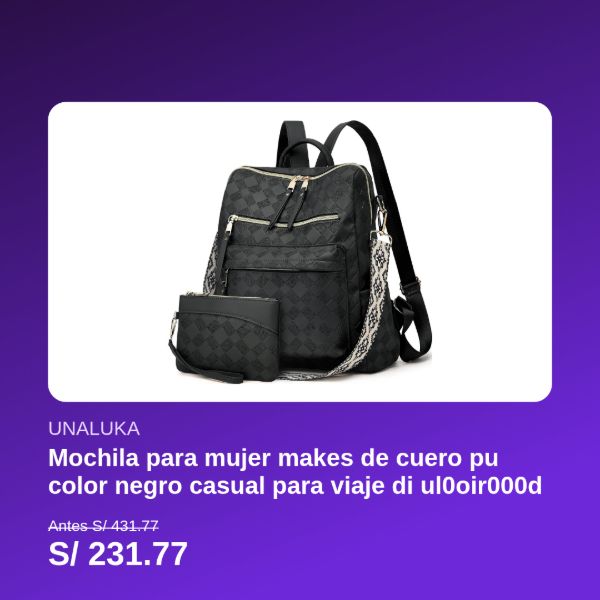 UNALUKA
Mochila para mujer makes de cuero pu
color negro casual para viaje di ul0oir000d
Antes S/ 431.77
S/ 231.77